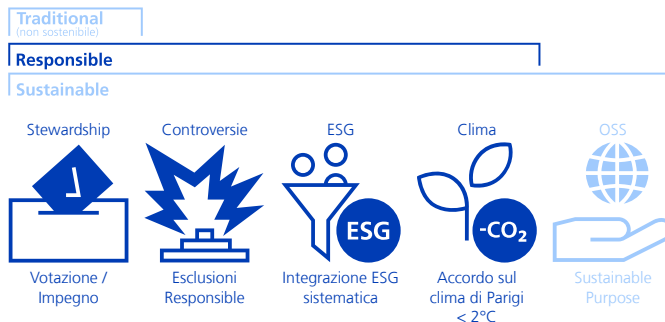 Traditional
(non sostenibile)
Responsible
Sustainable
Stewardship
Controversie
ESG
Clima
OSS
ESG
-CO₂
Votazione /
Impegno
Esclusioni
Responsible
Integrazione ESG
sistematica
Accordo sul
clima di Parigi
< 2°C
Sustainable
Purpose